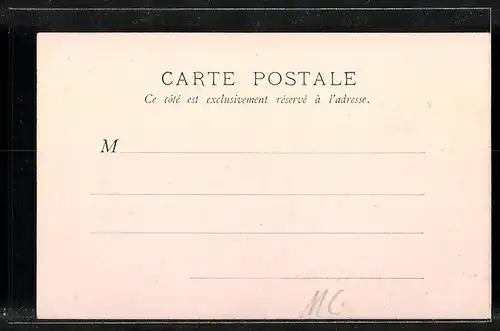 CARTE POSTALE
Ce côté est exclusivement réservé à l'adresse.
M
MC